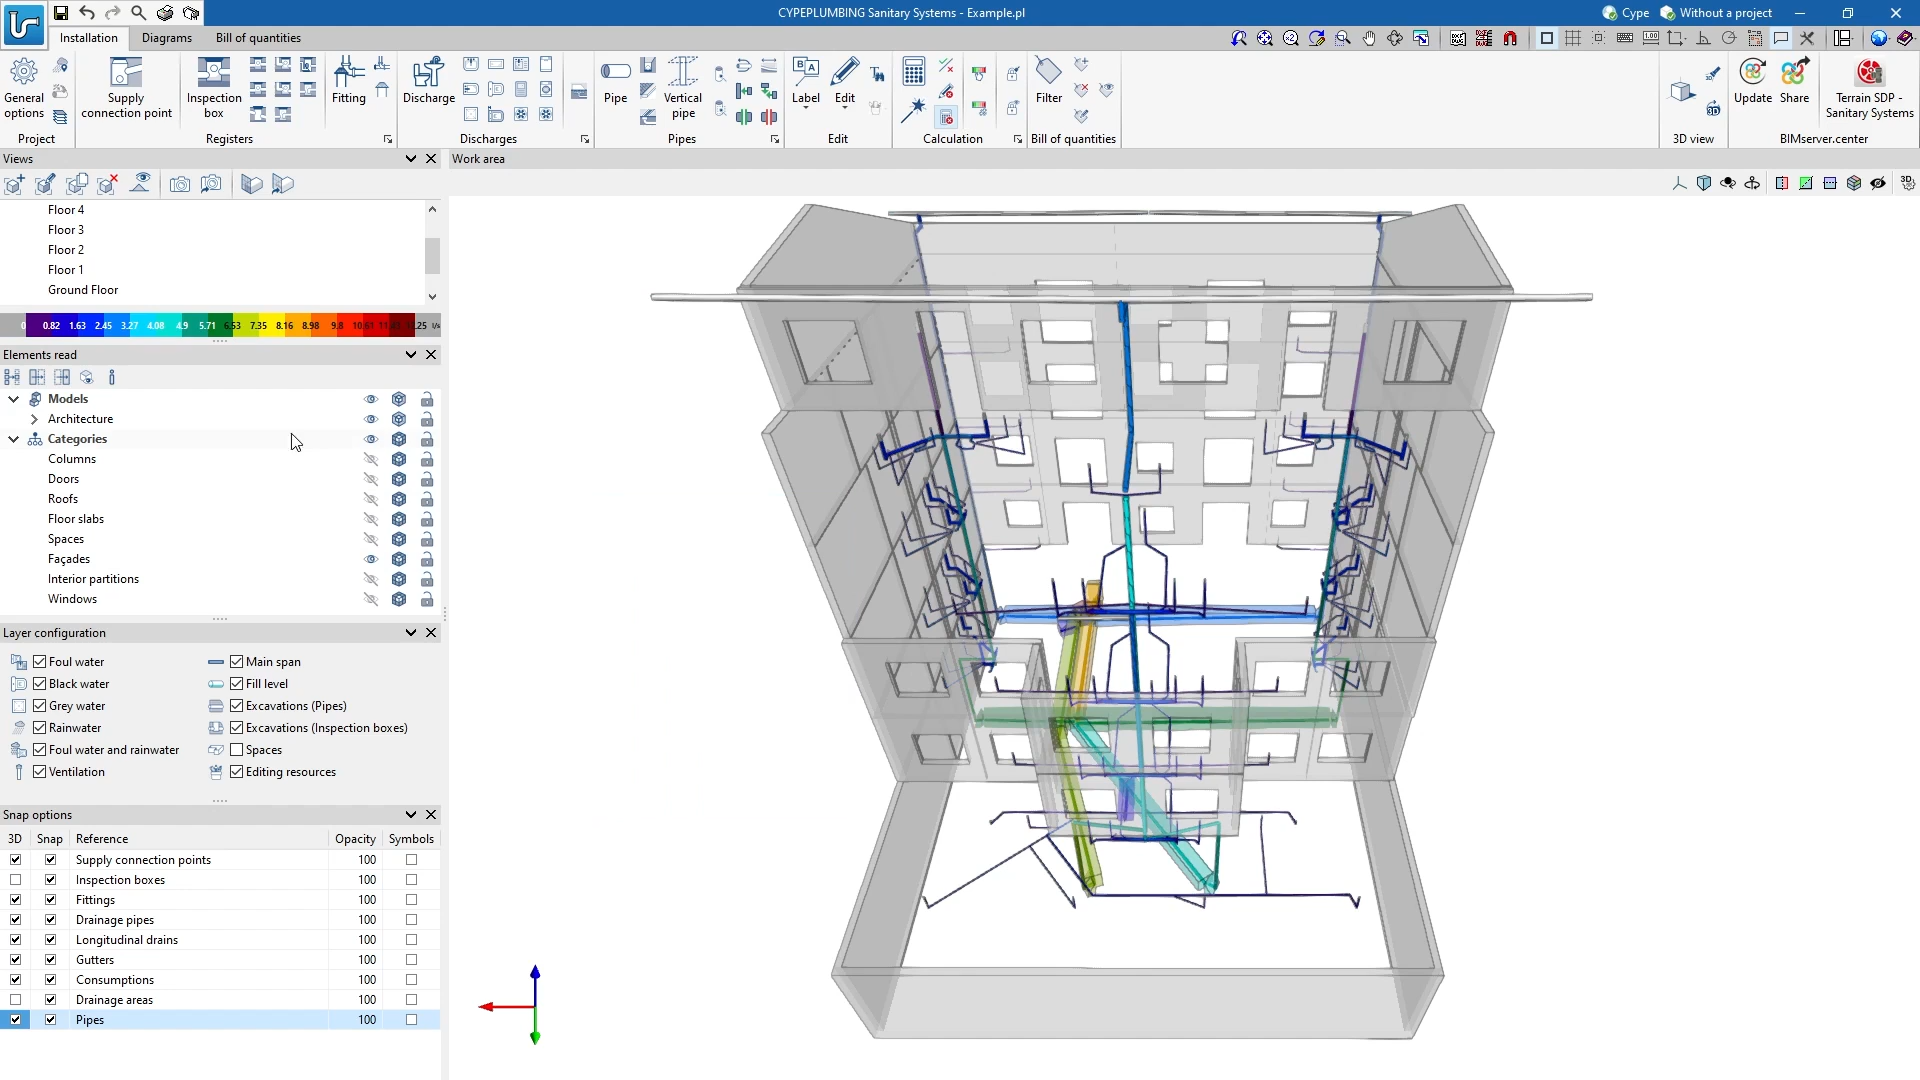 CYPEPLUMBING Sanitary Systems - Example.pl
Cype
Without a project
Installation
Diagrams
Bill of quantities
General options
Supply connection point
Inspection box
Fitting
Discharge
Pipe
Vertical pipe
Label
Edit
Filter
Update
Share
Terrain SDP - Sanitary Systems
Project
Registers
Discharges
Pipes
Edit
Calculation
Bill of quantities
3D view
BIMserver.center
Views
Work area
Floor 4
Floor 3
Floor 2
Floor 1
Ground Floor
0 0.82 1.63 2.45 3.27 4.08 4.9 5.71 6.53 7.35 8.16 8.98 9.8 10.61
Elements read
Models
Architecture
Categories
Columns
Doors
Roofs
Floor slabs
Spaces
Façades
Interior partitions
Windows
Layer configuration
Foul water
Main span
Black water
Fill level
Grey water
Excavations (Pipes)
Rainwater
Excavations (Inspection boxes)
Foul water and rainwater
Spaces
Ventilation
Editing resources
Snap options
3D Snap Reference Opacity Symbols
Supply connection points 100
Inspection boxes 100
Fittings 100
Drainage pipes 100
Longitudinal drains 100
Gutters 100
Consumptions 100
Drainage areas 100
Pipes 100